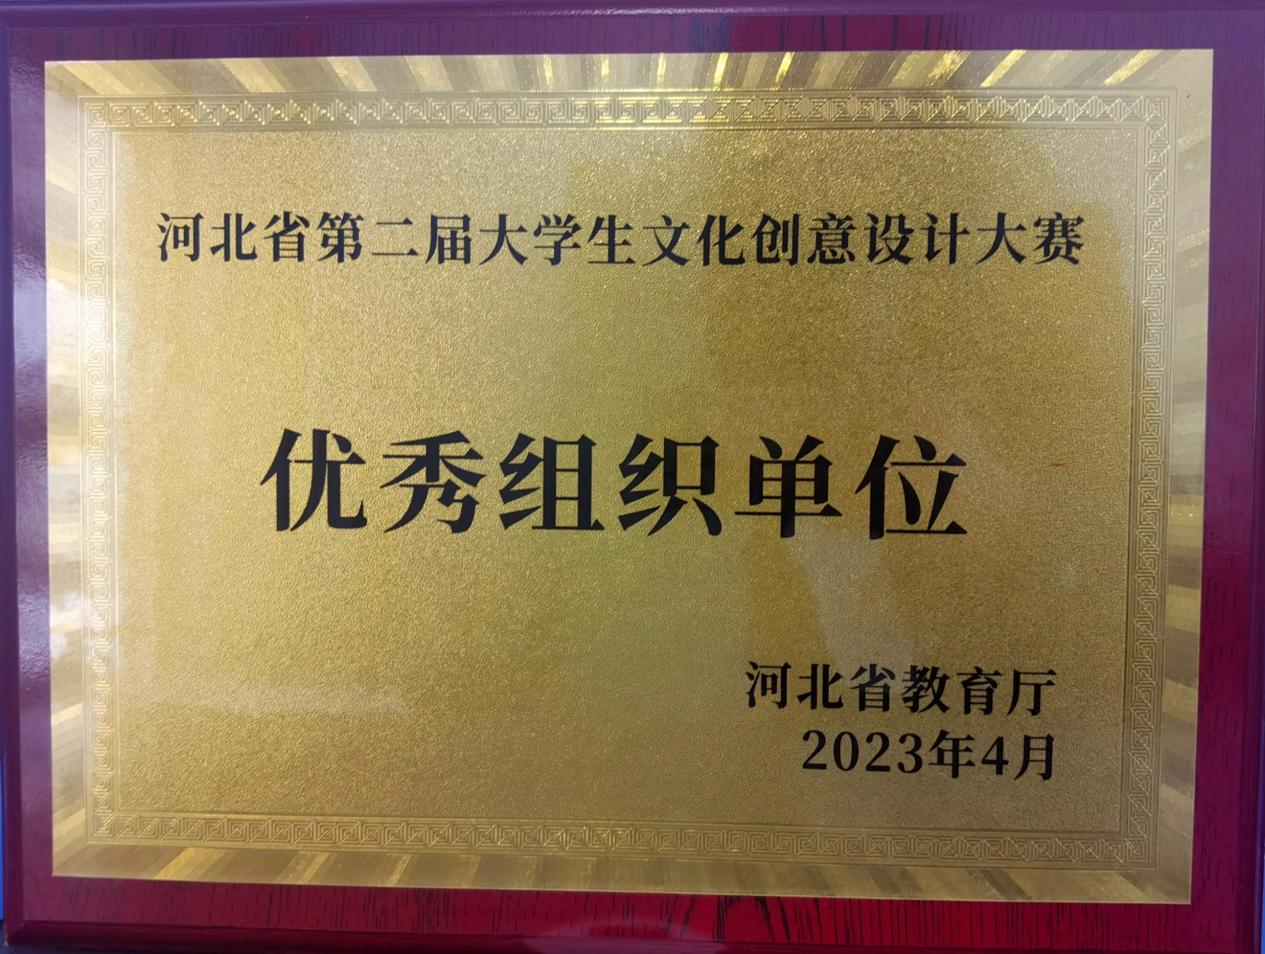 河北省第二届大学生文化创意设计大赛
优秀组织单位
河北省教育厅
2023年4月